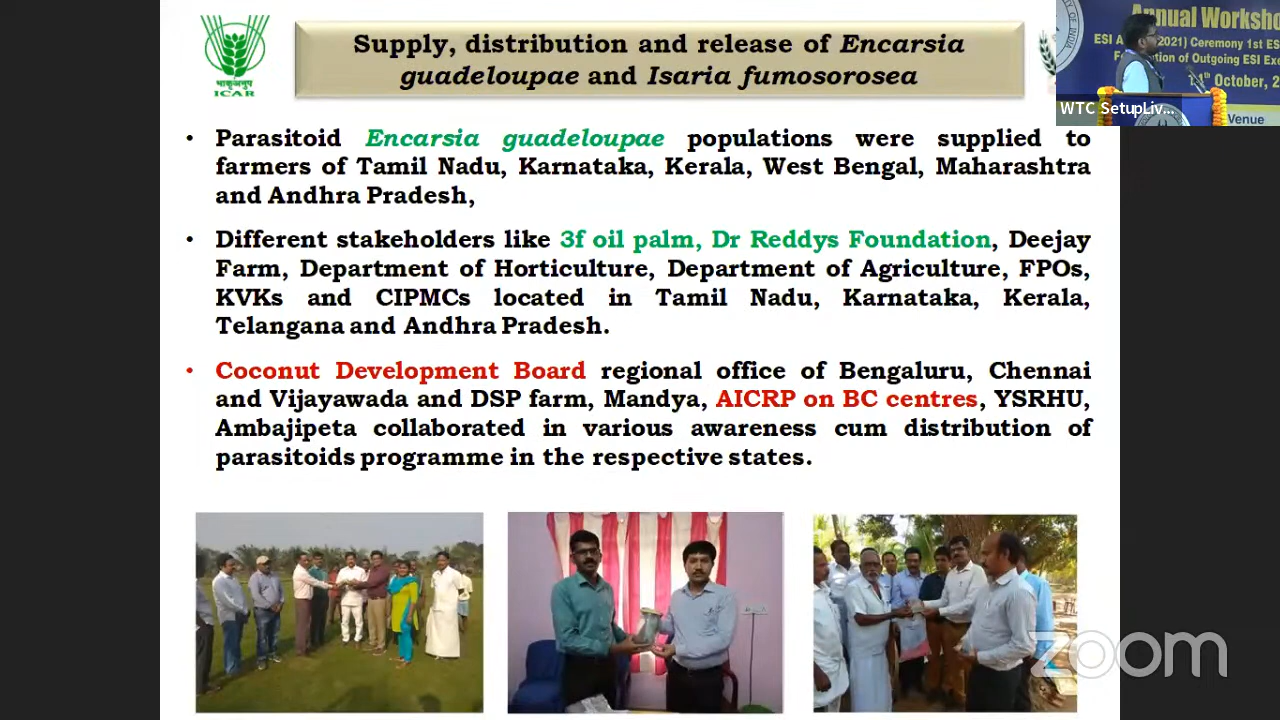 Supply, distribution and release of Encarsia
guadeloupae and Isaria fumosorosea
भाकृअनुप
ICAR
Annual Worksho
ESI A
2021) Ceremony 1st ES
tion of Outgoing ESI Exe
October, 2
WTC SetupLiv...
Venue
• Parasitoid Encarsia guadeloupae populations were supplied to
farmers of Tamil Nadu, Karnataka, Kerala, West Bengal, Maharashtra
and Andhra Pradesh,
• Different stakeholders like 3f oil palm, Dr Reddys Foundation, Deejay
Farm, Department of Horticulture, Department of Agriculture, FPOs,
KVKs and CIPMCs located in Tamil Nadu, Karnataka, Kerala,
Telangana and Andhra Pradesh.
• Coconut Development Board regional office of Bengaluru, Chennai
and Vijayawada and DSP farm, Mandya, AICRP on BC centres, YSRHU,
Ambajipeta collaborated in various awareness cum distribution of
parasitoids programme in the respective states.
zoom